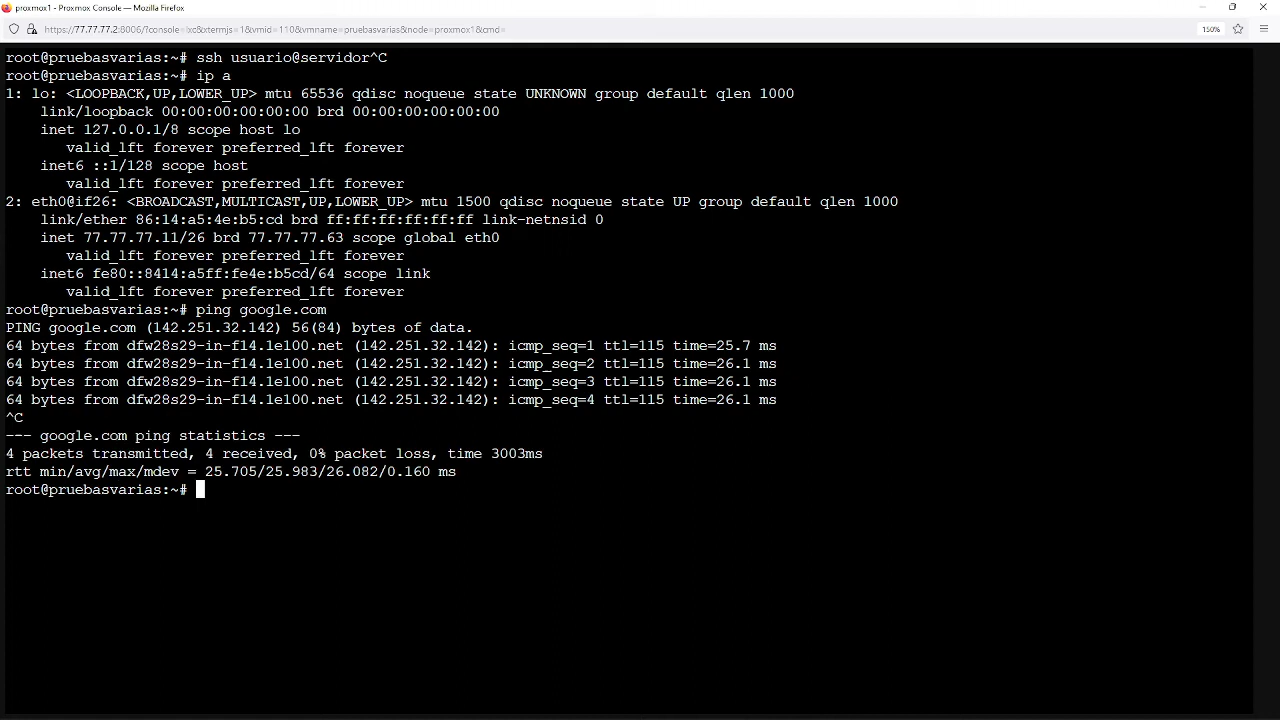 proxmox1 - Proxmox Console — Mozilla Firefox
https://77.77.77.2:8006/?console=lxc&xtermjs=1&vmid=110&vmname=pruebasvarias&node=proxmox1&cmd=
150%
root@pruebasvarias:~# ssh usuario@servidor^C
root@pruebasvarias:~# ip a
1: lo: <LOOPBACK,UP,LOWER_UP> mtu 65536 qdisc noqueue state UNKNOWN group default qlen 1000
    link/loopback 00:00:00:00:00:00 brd 00:00:00:00:00:00
    inet 127.0.0.1/8 scope host lo
       valid_lft forever preferred_lft forever
    inet6 ::1/128 scope host
       valid_lft forever preferred_lft forever
2: eth0@if26: <BROADCAST,MULTICAST,UP,LOWER_UP> mtu 1500 qdisc noqueue state UP group default qlen 1000
    link/ether 86:14:a5:4e:b5:cd brd ff:ff:ff:ff:ff:ff link-netnsid 0
    inet 77.77.77.11/26 brd 77.77.77.63 scope global eth0
       valid_lft forever preferred_lft forever
    inet6 fe80::8414:a5ff:fe4e:b5cd/64 scope link
       valid_lft forever preferred_lft forever
root@pruebasvarias:~# ping google.com
PING google.com (142.251.32.142) 56(84) bytes of data.
64 bytes from dfw28s29-in-f14.1e100.net (142.251.32.142): icmp_seq=1 ttl=115 time=25.7 ms
64 bytes from dfw28s29-in-f14.1e100.net (142.251.32.142): icmp_seq=2 ttl=115 time=26.1 ms
64 bytes from dfw28s29-in-f14.1e100.net (142.251.32.142): icmp_seq=3 ttl=115 time=26.1 ms
64 bytes from dfw28s29-in-f14.1e100.net (142.251.32.142): icmp_seq=4 ttl=115 time=26.1 ms
^C
--- google.com ping statistics ---
4 packets transmitted, 4 received, 0% packet loss, time 3003ms
rtt min/avg/max/mdev = 25.705/25.983/26.082/0.160 ms
root@pruebasvarias:~#